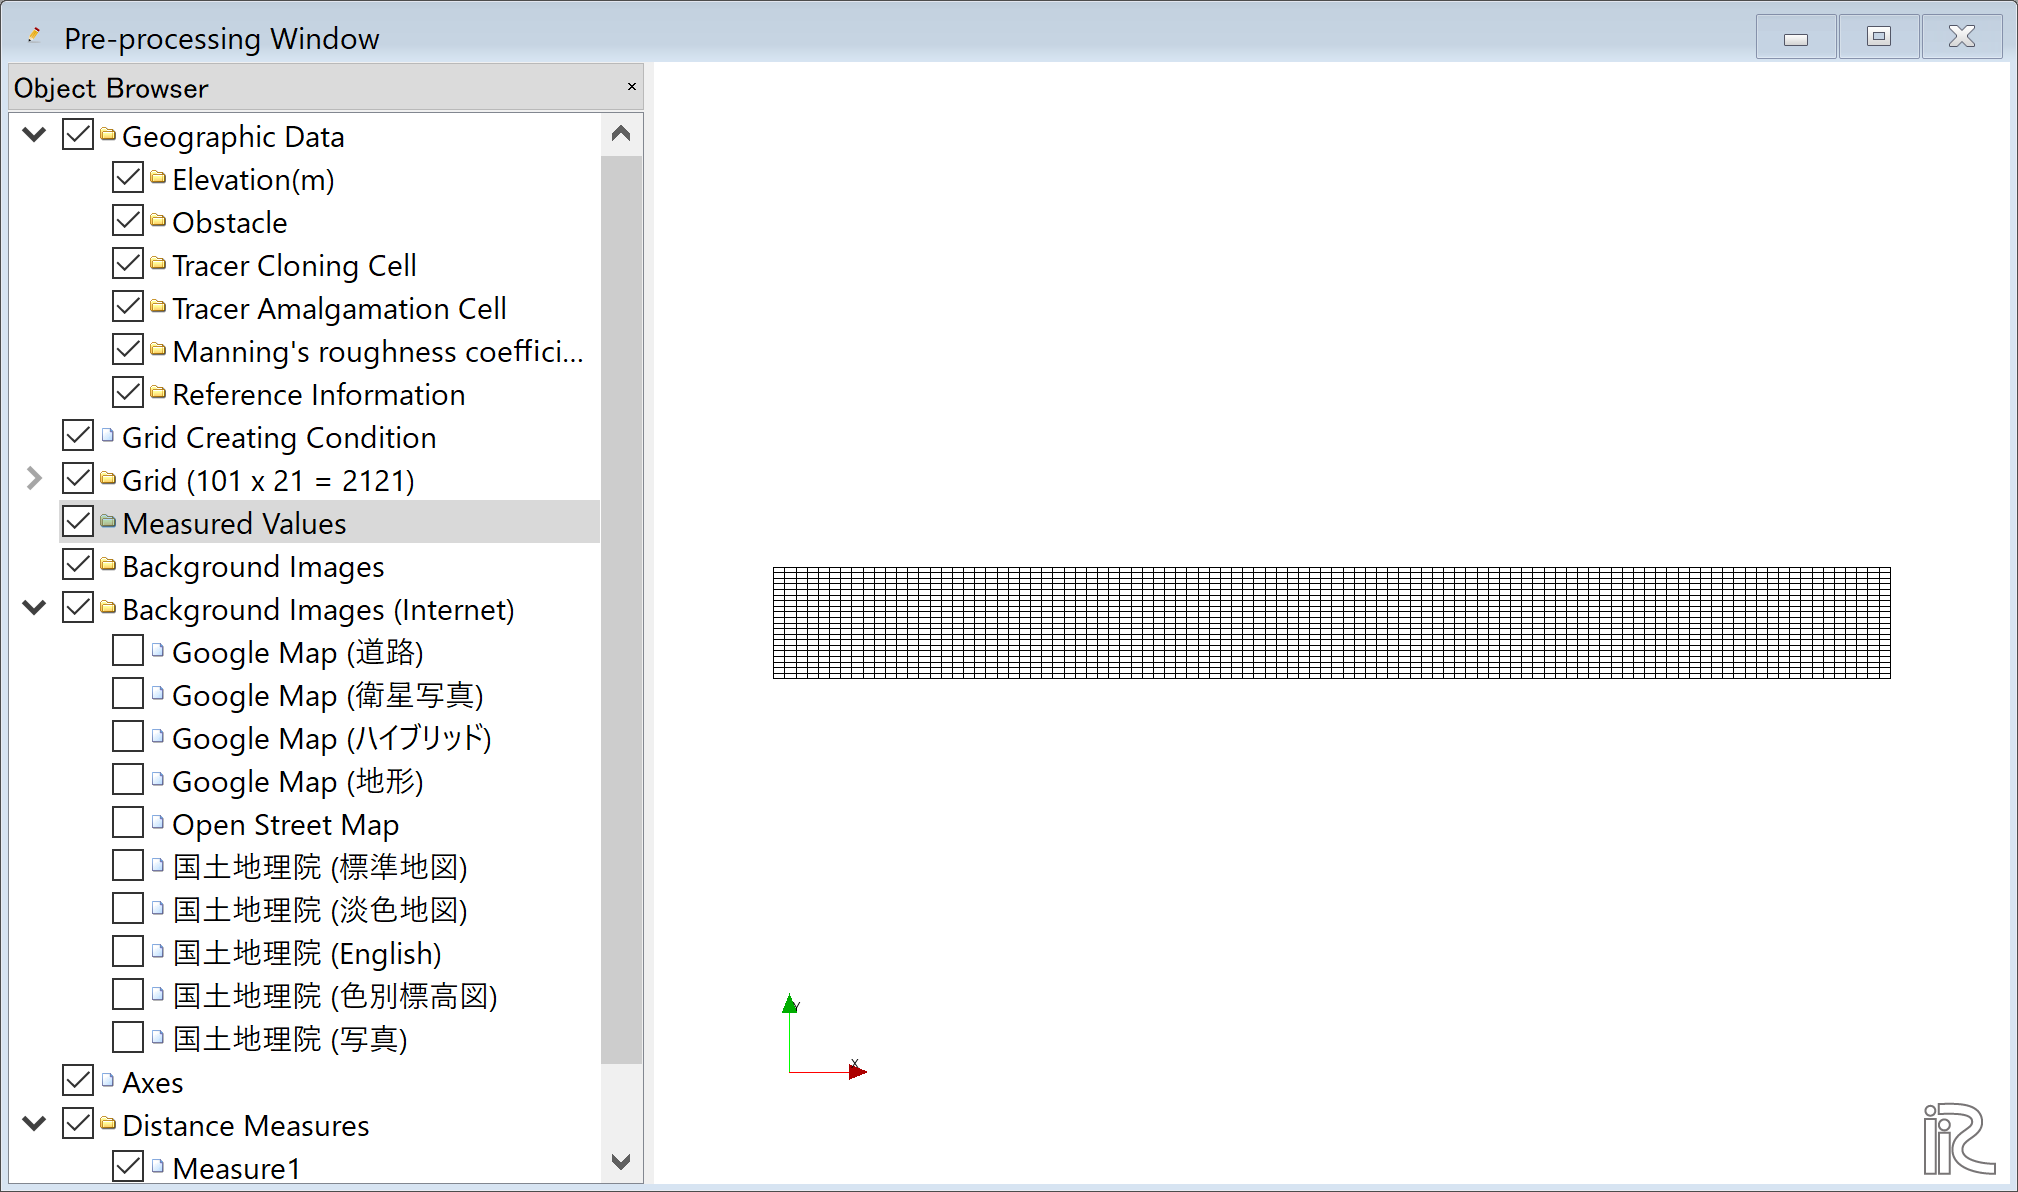 Pre-processing Window
Object Browser
Geographic Data
Elevation(m)
Obstacle
Tracer Cloning Cell
Tracer Amalgamation Cell
Manning's roughness coeffici...
Reference Information
Grid Creating Condition
Grid (101 x 21 = 2121)
Measured Values
Background Images
Background Images (Internet)
Google Map (道路)
Google Map (衛星写真)
Google Map (ハイブリッド)
Google Map (地形)
Open Street Map
国土地理院 (標準地図)
国土地理院 (淡色地図)
国土地理院 (English)
国土地理院 (色別標高図)
国土地理院 (写真)
Axes
Distance Measures
Measure1
Y
X
iRiC